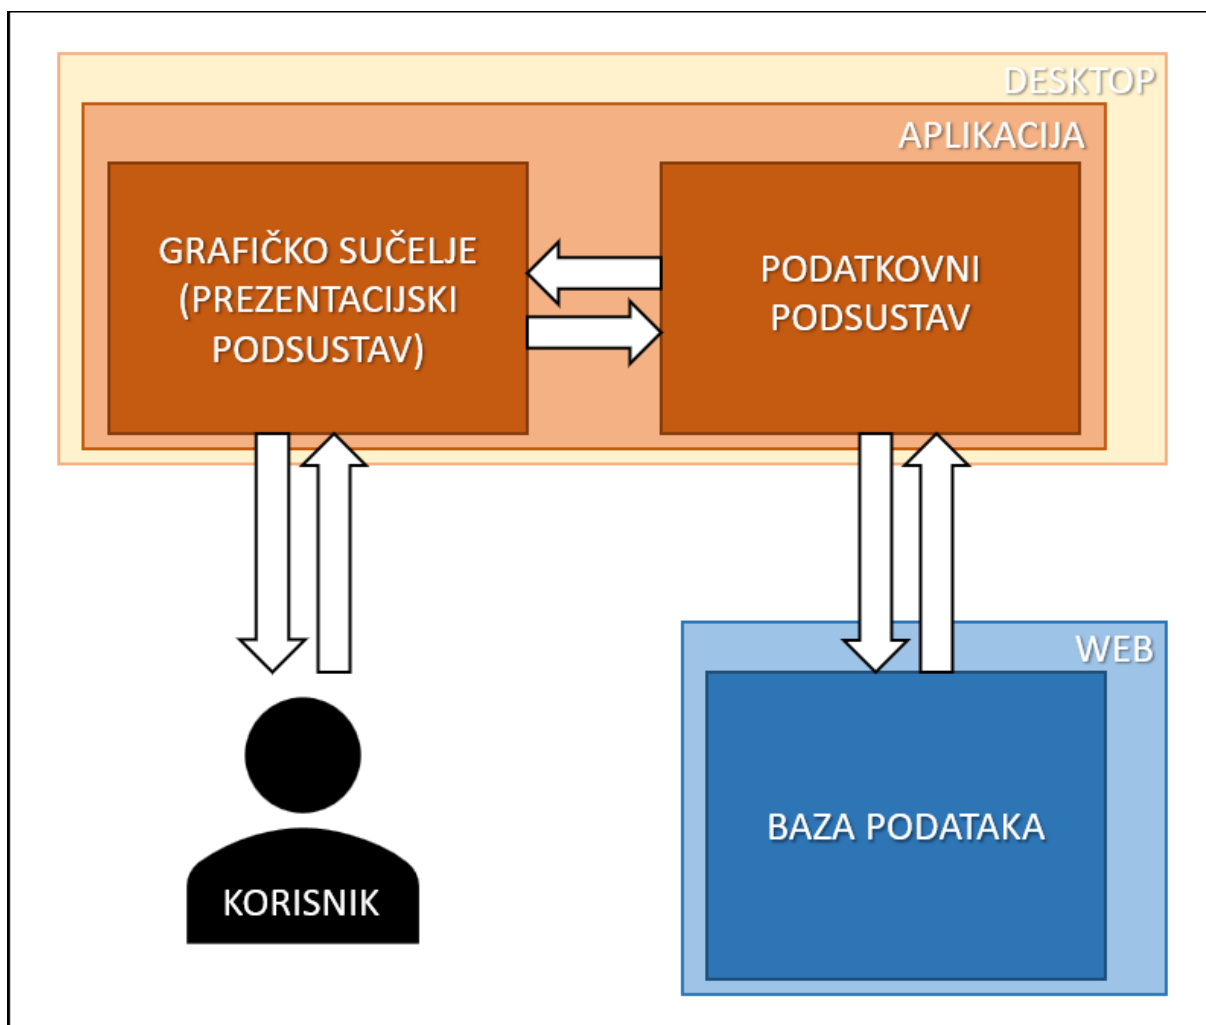 DESKTOP
APLIKACIJA
GRAFIČKO SUČELJE
(PREZENTACIJSKI
PODSUSTAV)
PODATKOVNI
PODSUSTAV
WEB
BAZA PODATAKA
KORISNIK